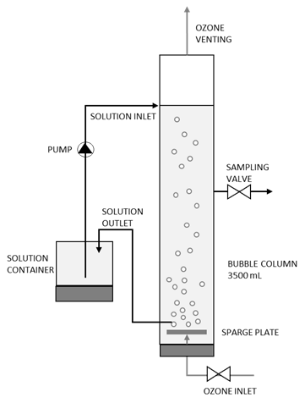 OZONE
VENTING
SOLUTION INLET
PUMP
SAMPLING
VALVE
SOLUTION
OUTLET
SOLUTION
CONTAINER
BUBBLE COLUMN
3500 mL
SPARGE PLATE
OZONE INLET